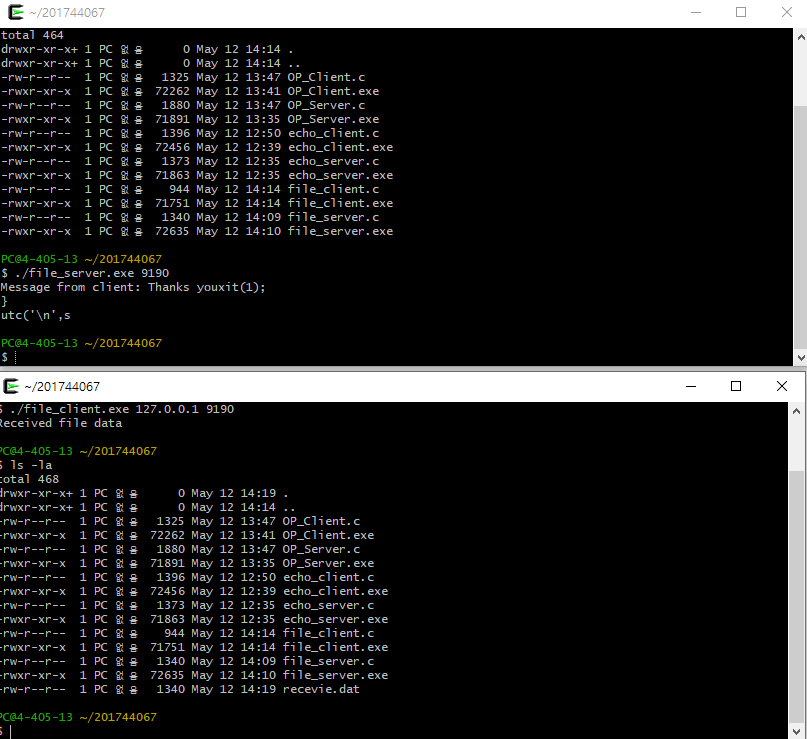 ~/201744067
total 464
drwxr-xr-x+ 1 PC 없음 0 May 12 14:14 .
drwxr-xr-x+ 1 PC 없음 0 May 12 14:14 ..
-rw-r--r-- 1 PC 없음 1325 May 12 13:47 OP_Client.c
-rwxr-xr-x 1 PC 없음 72262 May 12 13:41 OP_Client.exe
-rw-r--r-- 1 PC 없음 1880 May 12 13:47 OP_Server.c
-rwxr-xr-x 1 PC 없음 71891 May 12 13:35 OP_Server.exe
-rw-r--r-- 1 PC 없음 1396 May 12 12:50 echo_client.c
-rwxr-xr-x 1 PC 없음 72456 May 12 12:39 echo_client.exe
-rw-r--r-- 1 PC 없음 1373 May 12 12:35 echo_server.c
-rwxr-xr-x 1 PC 없음 71863 May 12 12:35 echo_server.exe
-rw-r--r-- 1 PC 없음 944 May 12 14:14 file_client.c
-rwxr-xr-x 1 PC 없음 71751 May 12 14:14 file_client.exe
-rw-r--r-- 1 PC 없음 1340 May 12 14:09 file_server.c
-rwxr-xr-x 1 PC 없음 72635 May 12 14:10 file_server.exe
PC@4-405-13 ~/201744067
$ ./file_server.exe 9190
Message from client: Thanks youxit(1);
}
utc('\n',s
PC@4-405-13 ~/201744067
$
~/201744067
$ ./file_client.exe 127.0.0.1 9190
Received file data
PC@4-405-13 ~/201744067
$ ls -la
total 468
drwxr-xr-x+ 1 PC 없음 0 May 12 14:19 .
drwxr-xr-x+ 1 PC 없음 0 May 12 14:14 ..
-rw-r--r-- 1 PC 없음 1325 May 12 13:47 OP_Client.c
-rwxr-xr-x 1 PC 없음 72262 May 12 13:41 OP_Client.exe
-rw-r--r-- 1 PC 없음 1880 May 12 13:47 OP_Server.c
-rwxr-xr-x 1 PC 없음 71891 May 12 13:35 OP_Server.exe
-rw-r--r-- 1 PC 없음 1396 May 12 12:50 echo_client.c
-rwxr-xr-x 1 PC 없음 72456 May 12 12:39 echo_client.exe
-rw-r--r-- 1 PC 없음 1373 May 12 12:35 echo_server.c
-rwxr-xr-x 1 PC 없음 71863 May 12 12:35 echo_server.exe
-rw-r--r-- 1 PC 없음 944 May 12 14:14 file_client.c
-rwxr-xr-x 1 PC 없음 71751 May 12 14:14 file_client.exe
-rw-r--r-- 1 PC 없음 1340 May 12 14:09 file_server.c
-rwxr-xr-x 1 PC 없음 72635 May 12 14:10 file_server.exe
-rw-r--r-- 1 PC 없음 1340 May 12 14:19 recevie.dat
PC@4-405-13 ~/201744067
$